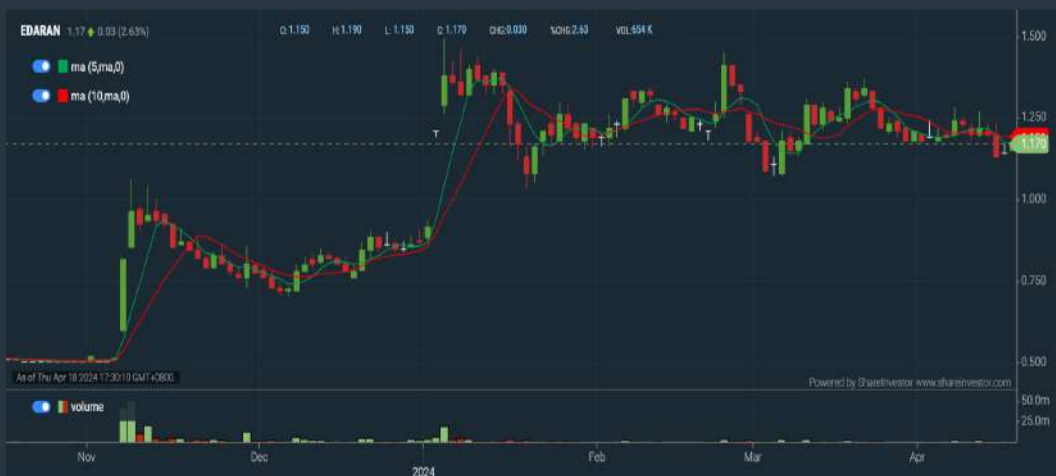 EDARAN 1.17 0.03 (2.63%) O:1.150 H:1.190 L: 1.150 C:1.170 CHG:0.030 %CHG:2.63 VOL:654 K
ma (5,ma,0)
ma (10,ma,0)
1.500
1.250
1.170
1.000
0.750
0.500
As of Thu Apr 18 2024 17:30:10 GMT+0800
Powered by ShareInvestor www.shareinvestor.com
volume
50.0m
25.0m
Nov Dec 2024 Feb Mar Apr